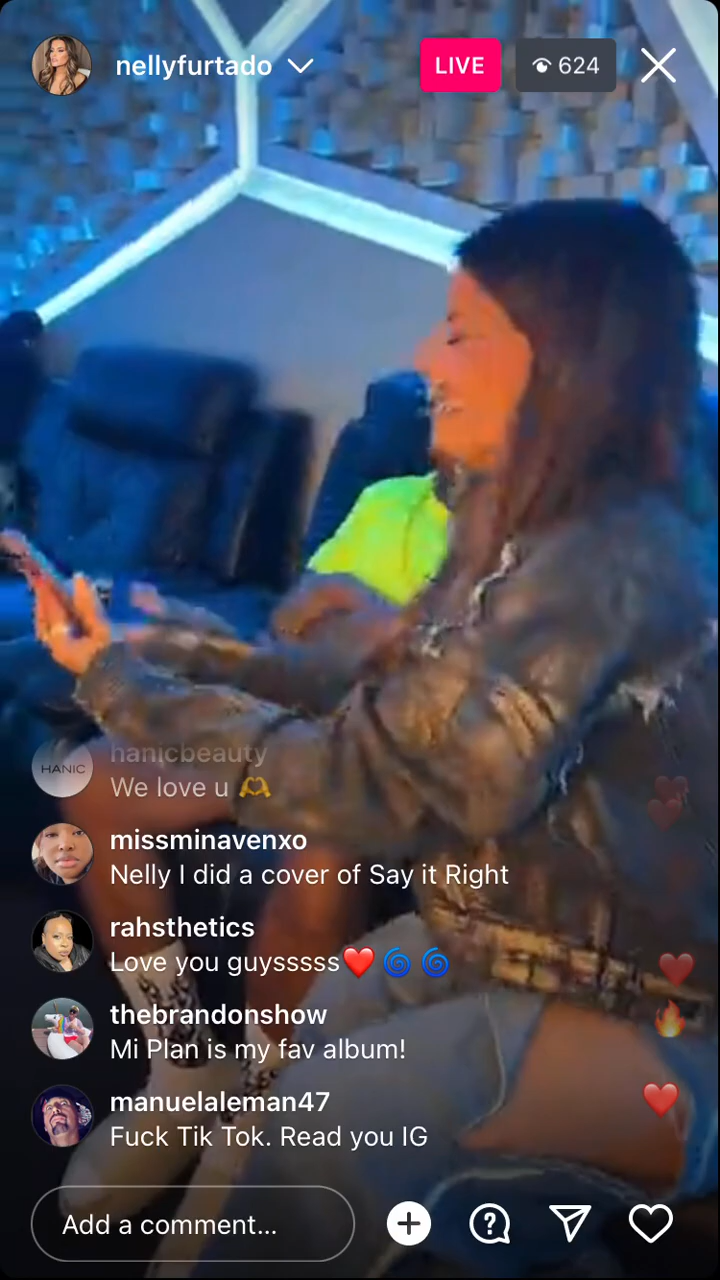 nellyfurtado
LIVE
624
hanicbeauty
HANIC
We love u 🫶
missminavenxo
Nelly I did a cover of Say it Right
rahsthetics
Love you guysssss❤️🌀🌀
thebrandonshow
Mi Plan is my fav album!
manuelaleman47
Fuck Tik Tok. Read you IG
Add a comment...